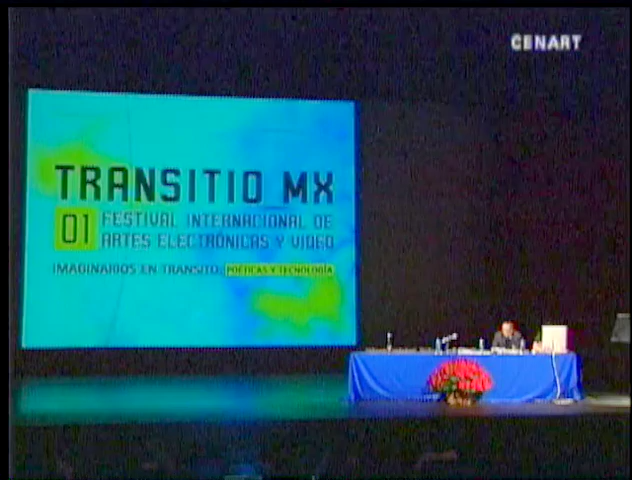 CENART
TRANSITIO MX
01 FESTIVAL INTERNACIONAL DE
ARTES ELECTRÓNICAS Y VIDEO
IMAGINARIOS EN TRANSITO: POÉTICAS Y TECNOLOGÍA